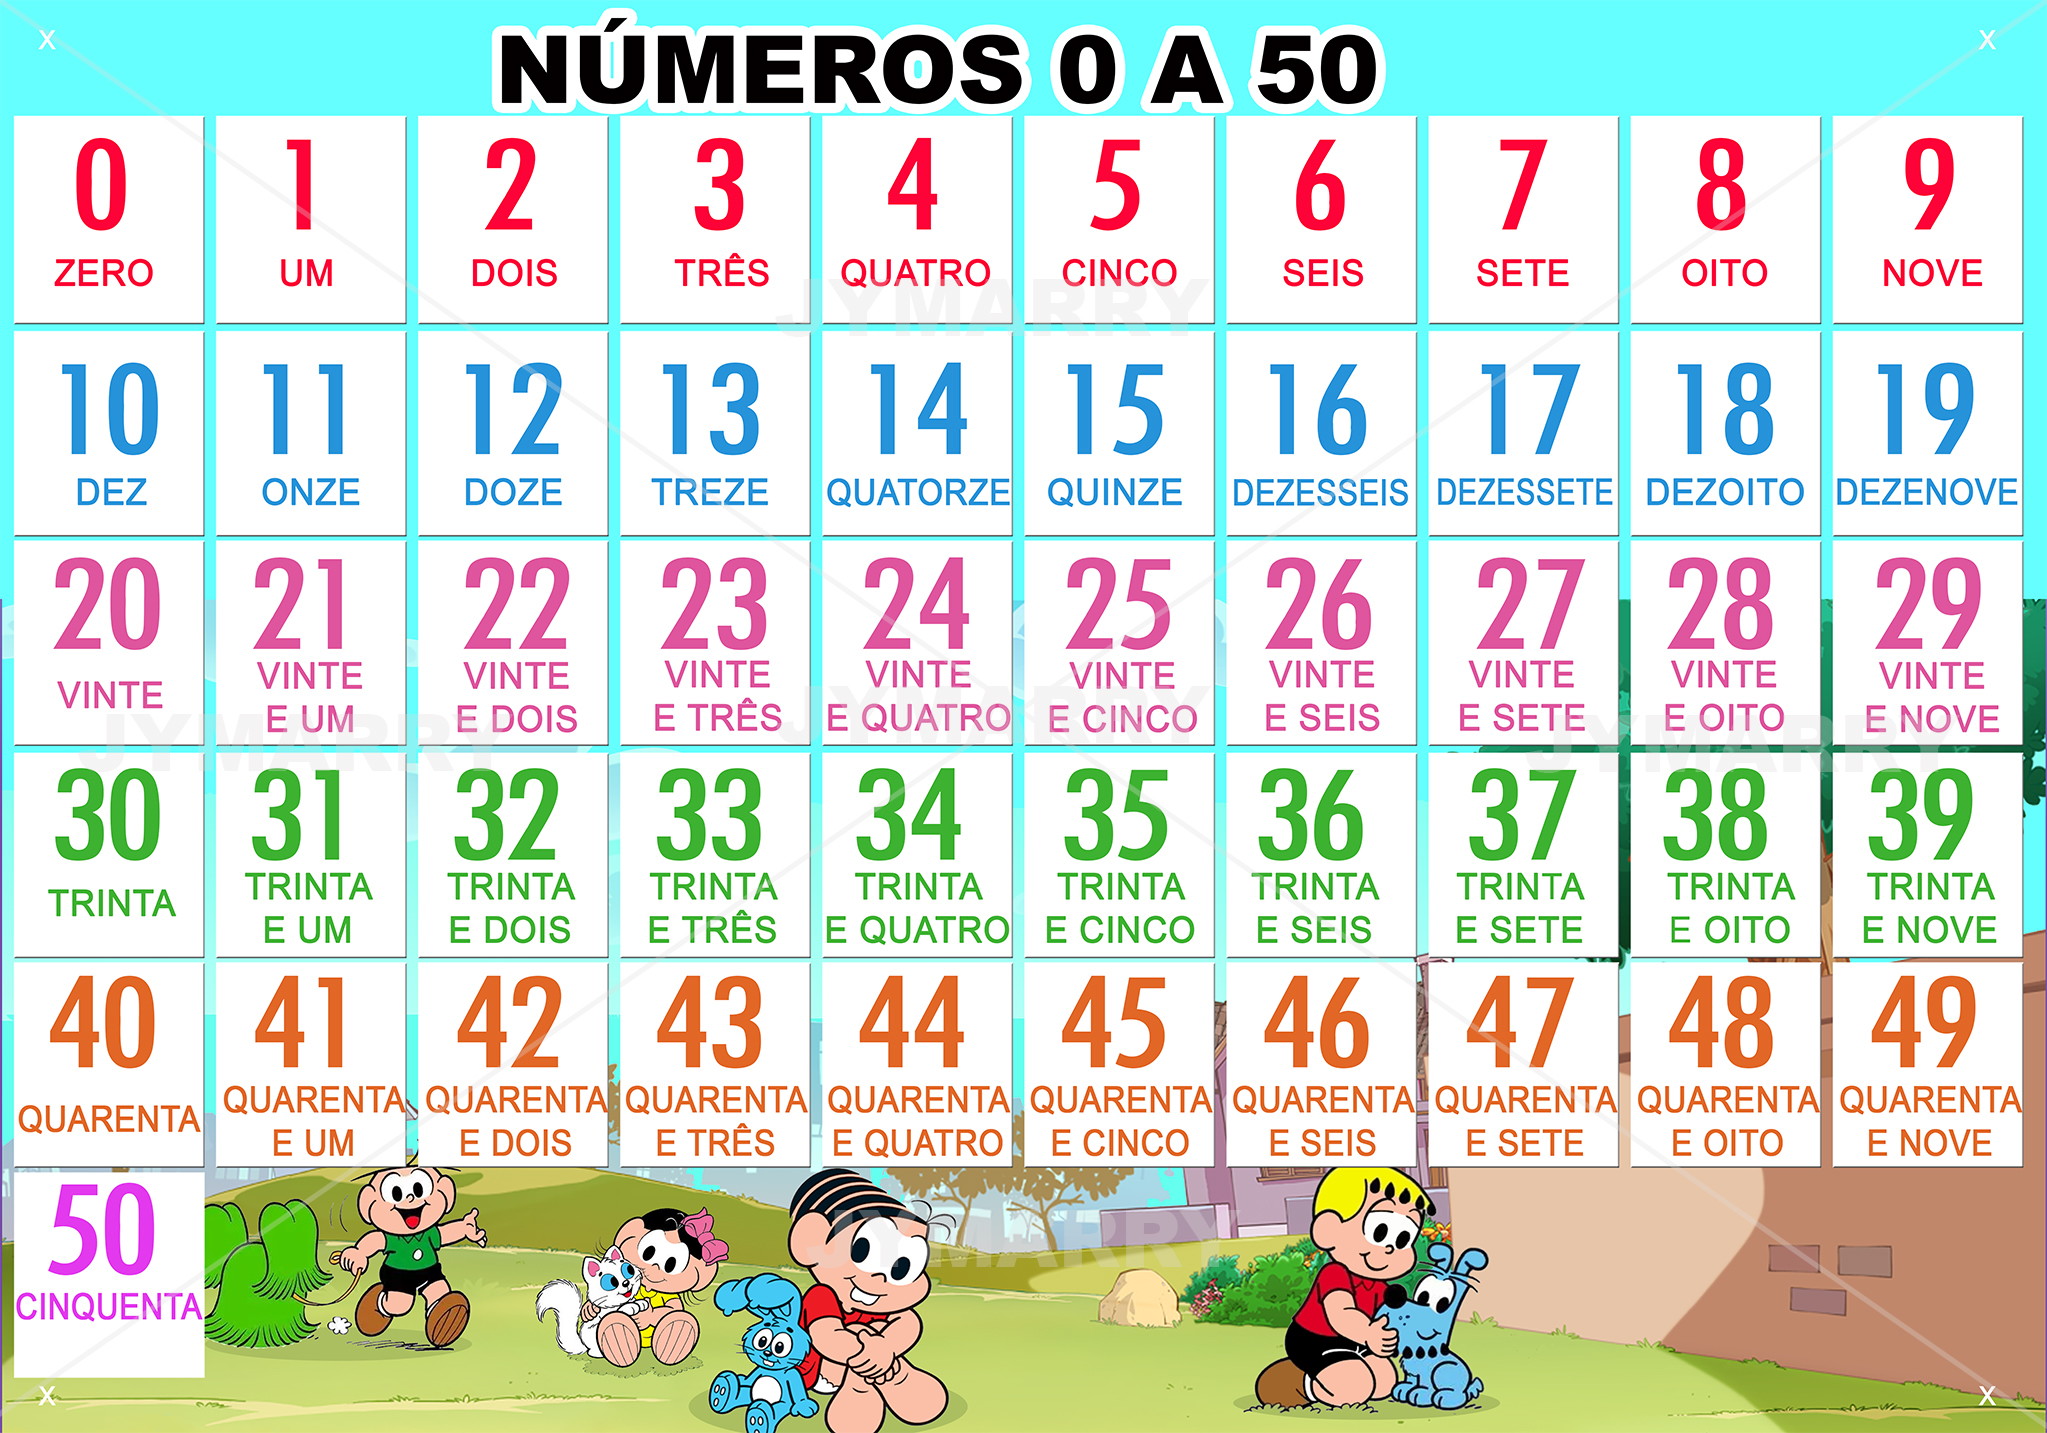 X X
NÚMEROS 0 A 50
0 1 2 3 4 5 6 7 8 9
ZERO UM DOIS TRÊS QUATRO CINCO SEIS SETE OITO NOVE
JYMARRY
10 11 12 13 14 15 16 17 18 19
DEZ ONZE DOZE TREZE QUATORZE QUINZE DEZESSEIS DEZESSETE DEZOITO DEZENOVE
20 21 22 23 24 25 26 27 28 29
VINTE VINTE VINTE VINTE VINTE VINTE VINTE VINTE VINTE VINTE
E UM E DOIS E TRÊS E QUATRO E CINCO E SEIS E SETE E OITO E NOVE
JYMARRY JYMARRY JYMARRY
30 31 32 33 34 35 36 37 38 39
TRINTA TRINTA TRINTA TRINTA TRINTA TRINTA TRINTA TRINTA TRINTA TRINTA
E UM E DOIS E TRÊS E QUATRO E CINCO E SEIS E SETE E OITO E NOVE
40 41 42 43 44 45 46 47 48 49
QUARENTA QUARENTA QUARENTA QUARENTA QUARENTA QUARENTA QUARENTA QUARENTA QUARENTA QUARENTA
E UM E DOIS E TRÊS E QUATRO E CINCO E SEIS E SETE E OITO E NOVE
50
JYMARRY
CINQUENTA
X X